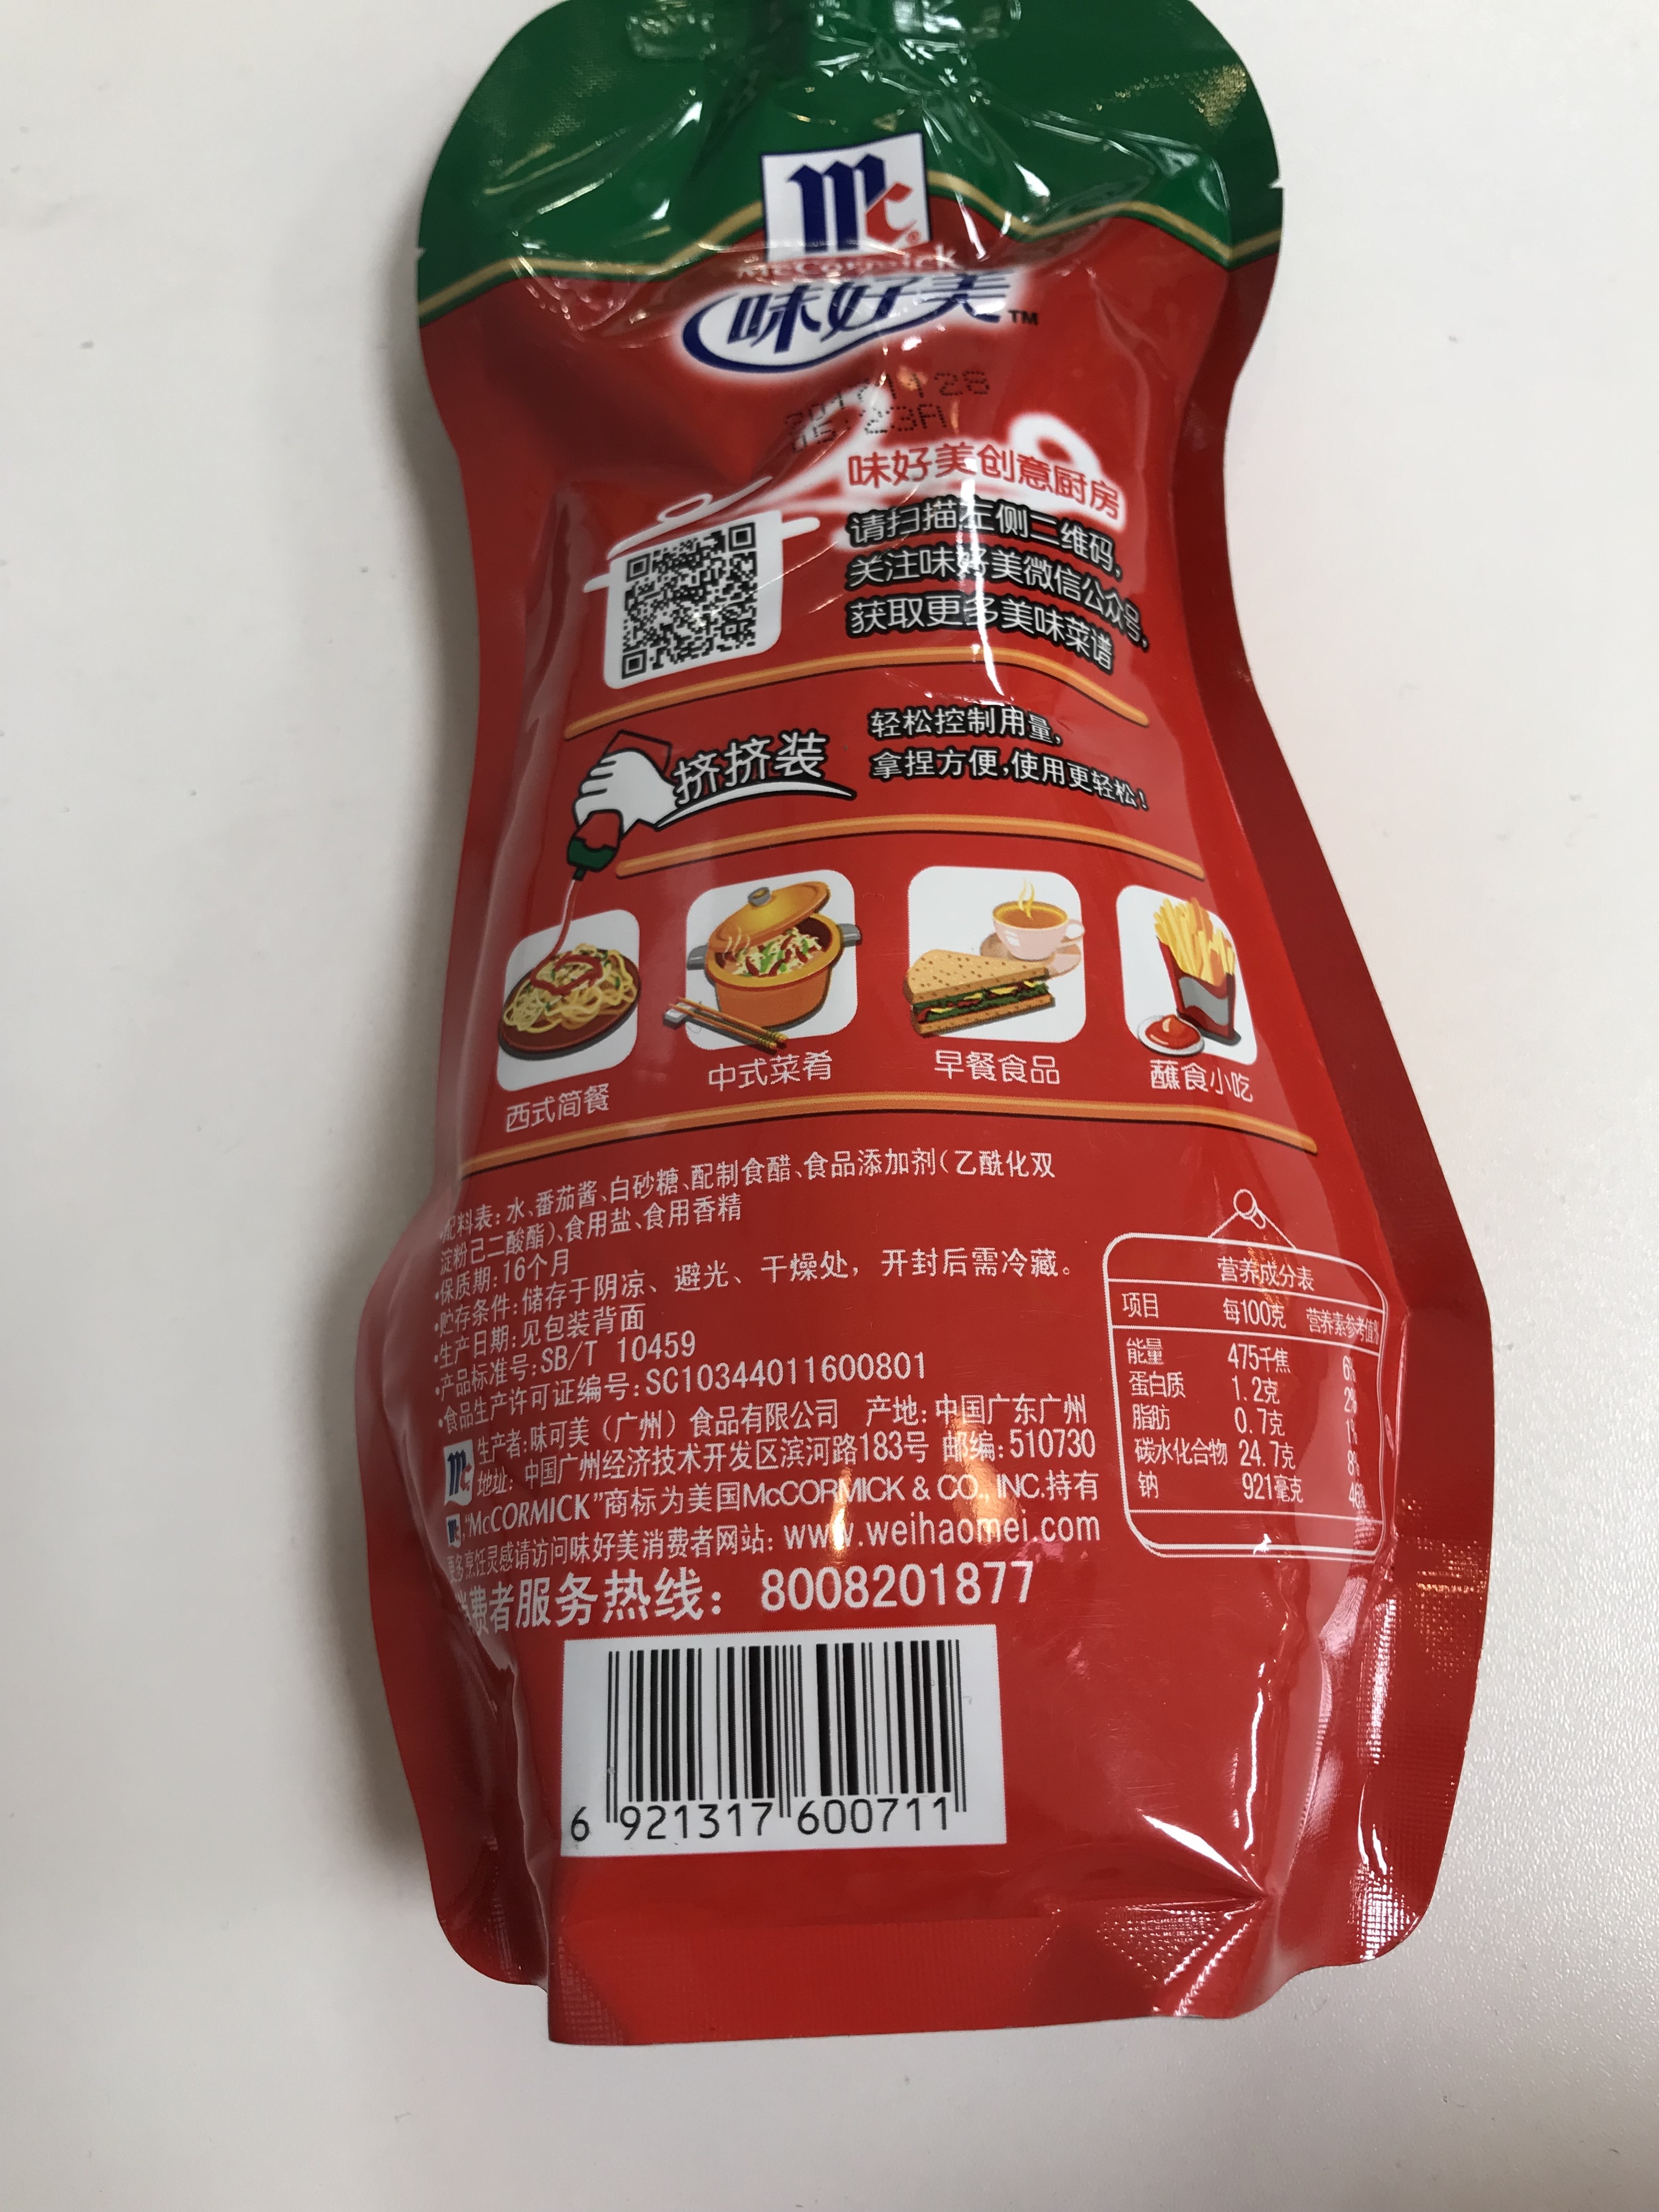 mc®
McCormick
味好美™
20171128
05:23A
味好美创意厨房
请扫描左侧二维码,
关注味好美微信公众号,
获取更多美味菜谱
挤挤装
轻松控制用量,
拿捏方便,使用更轻松!
西式简餐
中式菜肴
早餐食品
蘸食小吃
配料表:水、番茄酱、白砂糖、配制食醋、食品添加剂(乙酰化双
淀粉己二酸酯)、食用盐、食用香精
•保质期:16个月
•贮存条件:储存于阴凉、避光、干燥处,开封后需冷藏。
•生产日期:见包装背面
•产品标准号:SB/T 10459
•食品生产许可证编号:SC10344011600801
生产者:味可美(广州)食品有限公司 产地:中国广东广州
地址:中国广州经济技术开发区滨河路183号 邮编:510730
"McCORMICK"商标为美国McCORMICK & CO., INC.持有
更多烹饪灵感请访问味好美消费者网站: www.weihaomei.com
费者服务热线: 8008201877
营养成分表
项目 每100克 营养素参考值%
能量 475千焦 6%
蛋白质 1.2克 2%
脂肪 0.7克 1%
碳水化合物 24.7克 8%
钠 921毫克 46%
6 921317 600711